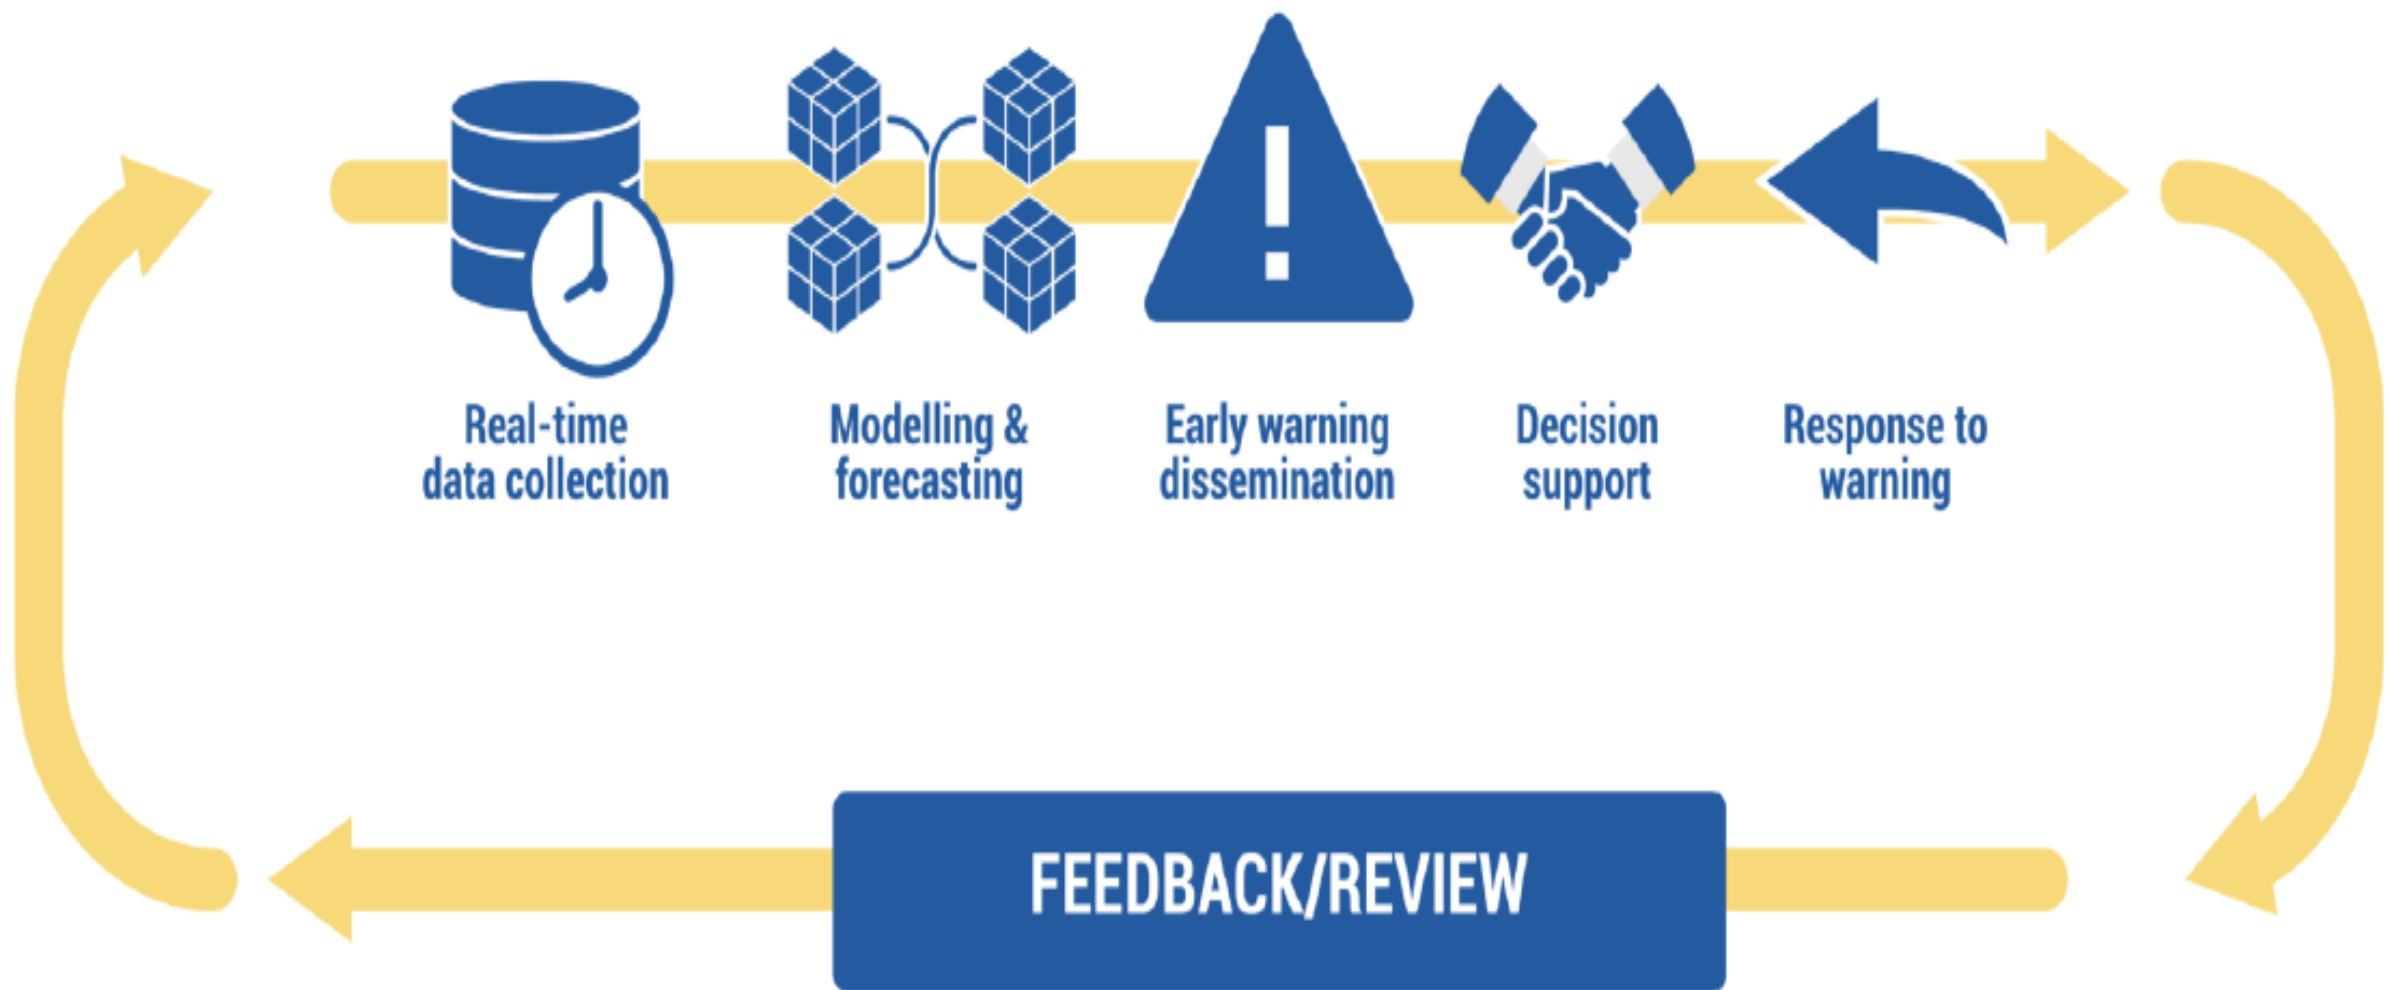 Real-time
data collection
Modelling &
forecasting
Early warning
dissemination
Decision
support
Response to
warning
FEEDBACK/REVIEW